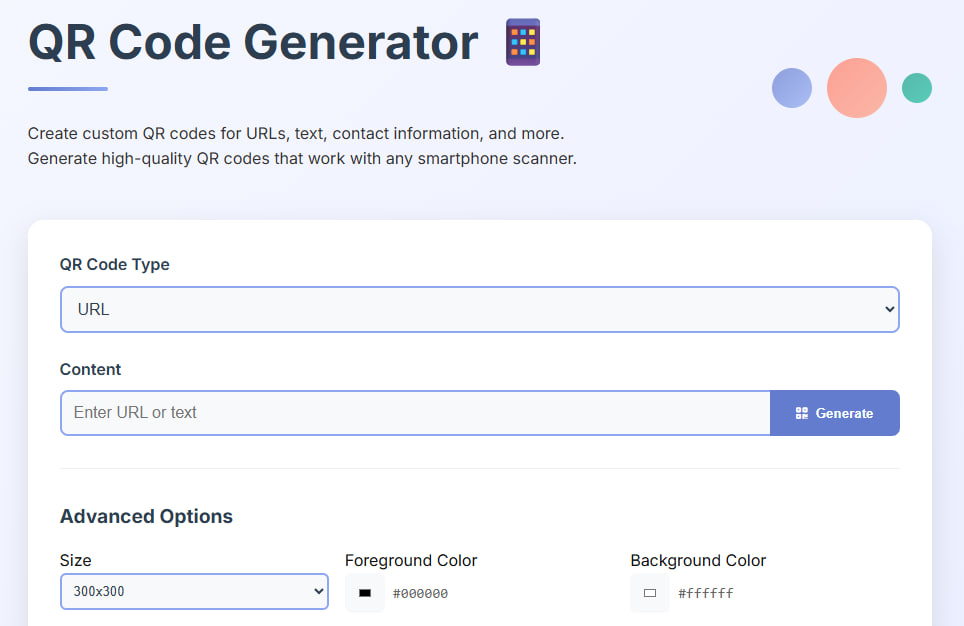 QR Code Generator
Create custom QR codes for URLs, text, contact information, and more.
Generate high-quality QR codes that work with any smartphone scanner.
QR Code Type
URL
Content
Enter URL or text
Generate
Advanced Options
Size
Foreground Color
Background Color
300x300
#000000
#ffffff